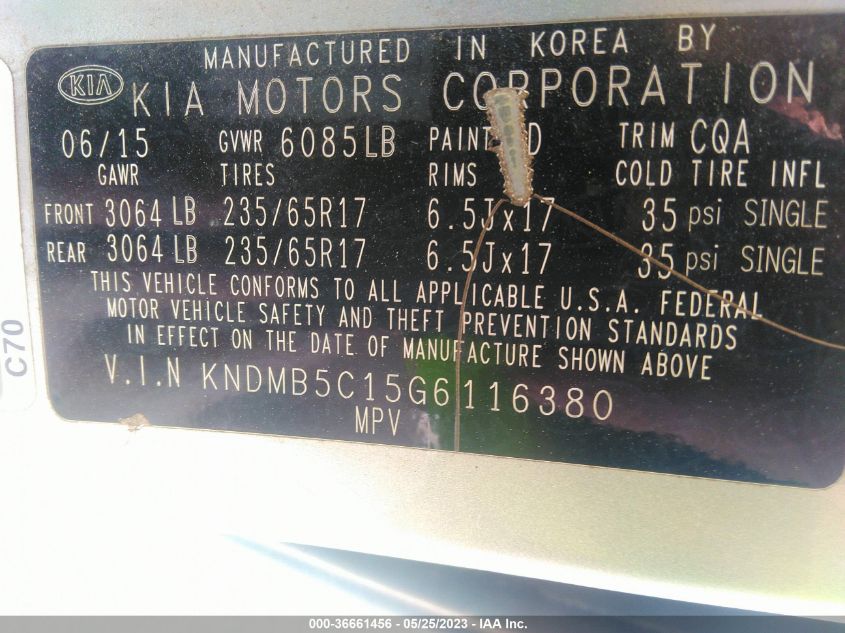 MANUFACTURED IN KOREA BY
KIA KIA MOTORS CORPORATION
06/15 GVWR 6085LB PAINT D TRIM CQA
GAWR TIRES RIMS COLD TIRE INFL
FRONT 3064 LB 235/65R17 6.5Jx17 35 psi SINGLE
REAR 3064 LB 235/65R17 6.5Jx17 35 psi SINGLE
THIS VEHICLE CONFORMS TO ALL APPLICABLE U.S.A. FEDERAL
MOTOR VEHICLE SAFETY AND THEFT PREVENTION STANDARDS
IN EFFECT ON THE DATE OF MANUFACTURE SHOWN ABOVE
V.I.N KNDMB5C15G6116380
MPV
C70
000-36661456 - 05/25/2023 - IAA Inc.